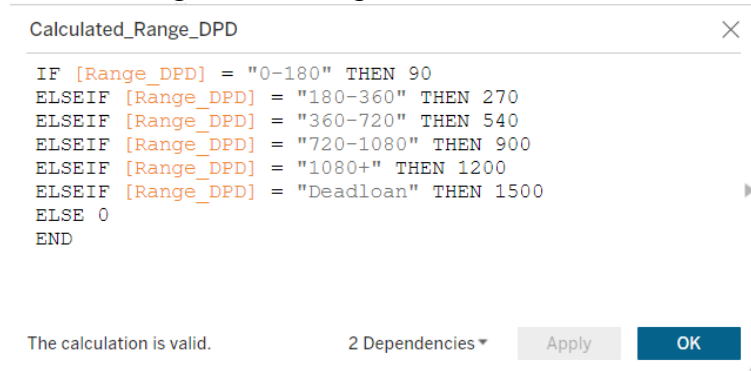 Calculated_Range_DPD
IF [Range_DPD] = "0-180" THEN 90
ELSEIF [Range_DPD] = "180-360" THEN 270
ELSEIF [Range_DPD] = "360-720" THEN 540
ELSEIF [Range_DPD] = "720-1080" THEN 900
ELSEIF [Range_DPD] = "1080+" THEN 1200
ELSEIF [Range_DPD] = "Deadloan" THEN 1500
ELSE 0
END
The calculation is valid. 2 Dependencies Apply OK